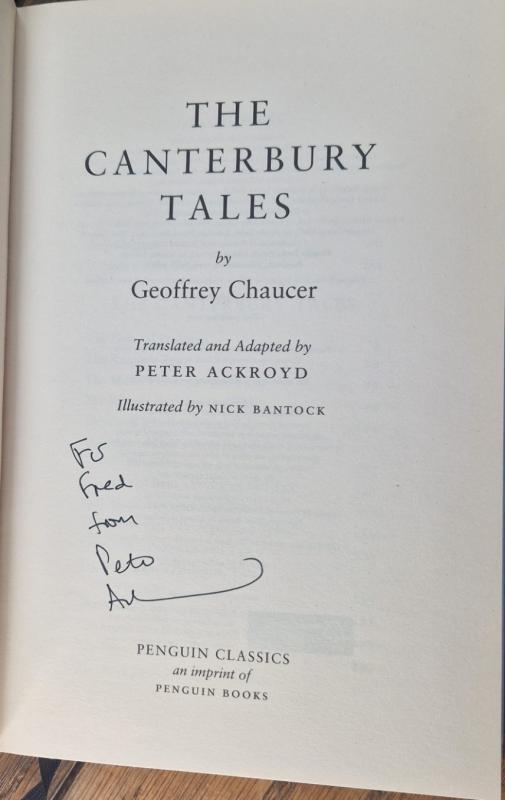 THE
CANTERBURY
TALES
by
Geoffrey Chaucer
Translated and Adapted by
PETER ACKROYD
Illustrated by NICK BANTOCK
For
Fred
from
Peter
PENGUIN CLASSICS
an imprint of
PENGUIN BOOKS